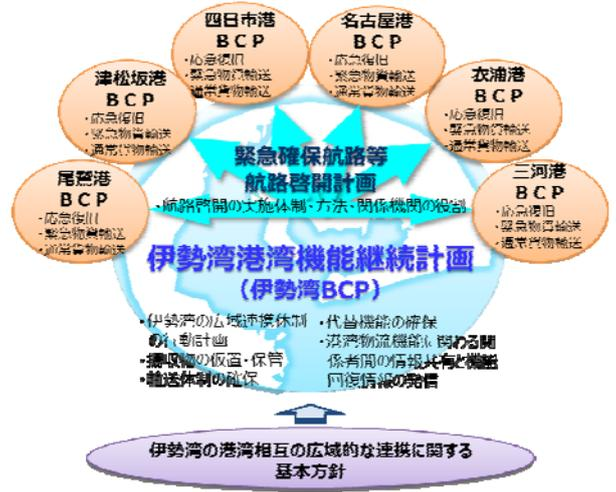 四日市港
BCP
・応急復旧
・緊急物資輸送
・通常貨物輸送
名古屋港
BCP
・応急復旧
・緊急物資輸送
・通常貨物輸送
津松坂港
BCP
・応急復旧
・緊急物資輸送
・通常貨物輸送
衣浦港
BCP
・応急復旧
・緊急物資輸送
・通常貨物輸送
尾鷲港
BCP
・応急復旧
・緊急物資輸送
・通常貨物輸送
三河港
BCP
・応急復旧
・緊急物資輸送
・通常貨物輸送
緊急確保航路等
航路啓開計画
・航路啓開の実施体制・方法・関係機関の役割
伊勢湾港湾機能継続計画
（伊勢湾BCP）
・伊勢湾の広域連携体制
の行動計画
・揚収物の仮置・保管
・輸送体制の確保
・代替機能の確保
・港湾物流機能に関わる関
係者間の情報共有と機能
回復情報の発信
伊勢湾の港湾相互の広域的な連携に関する
基本方針